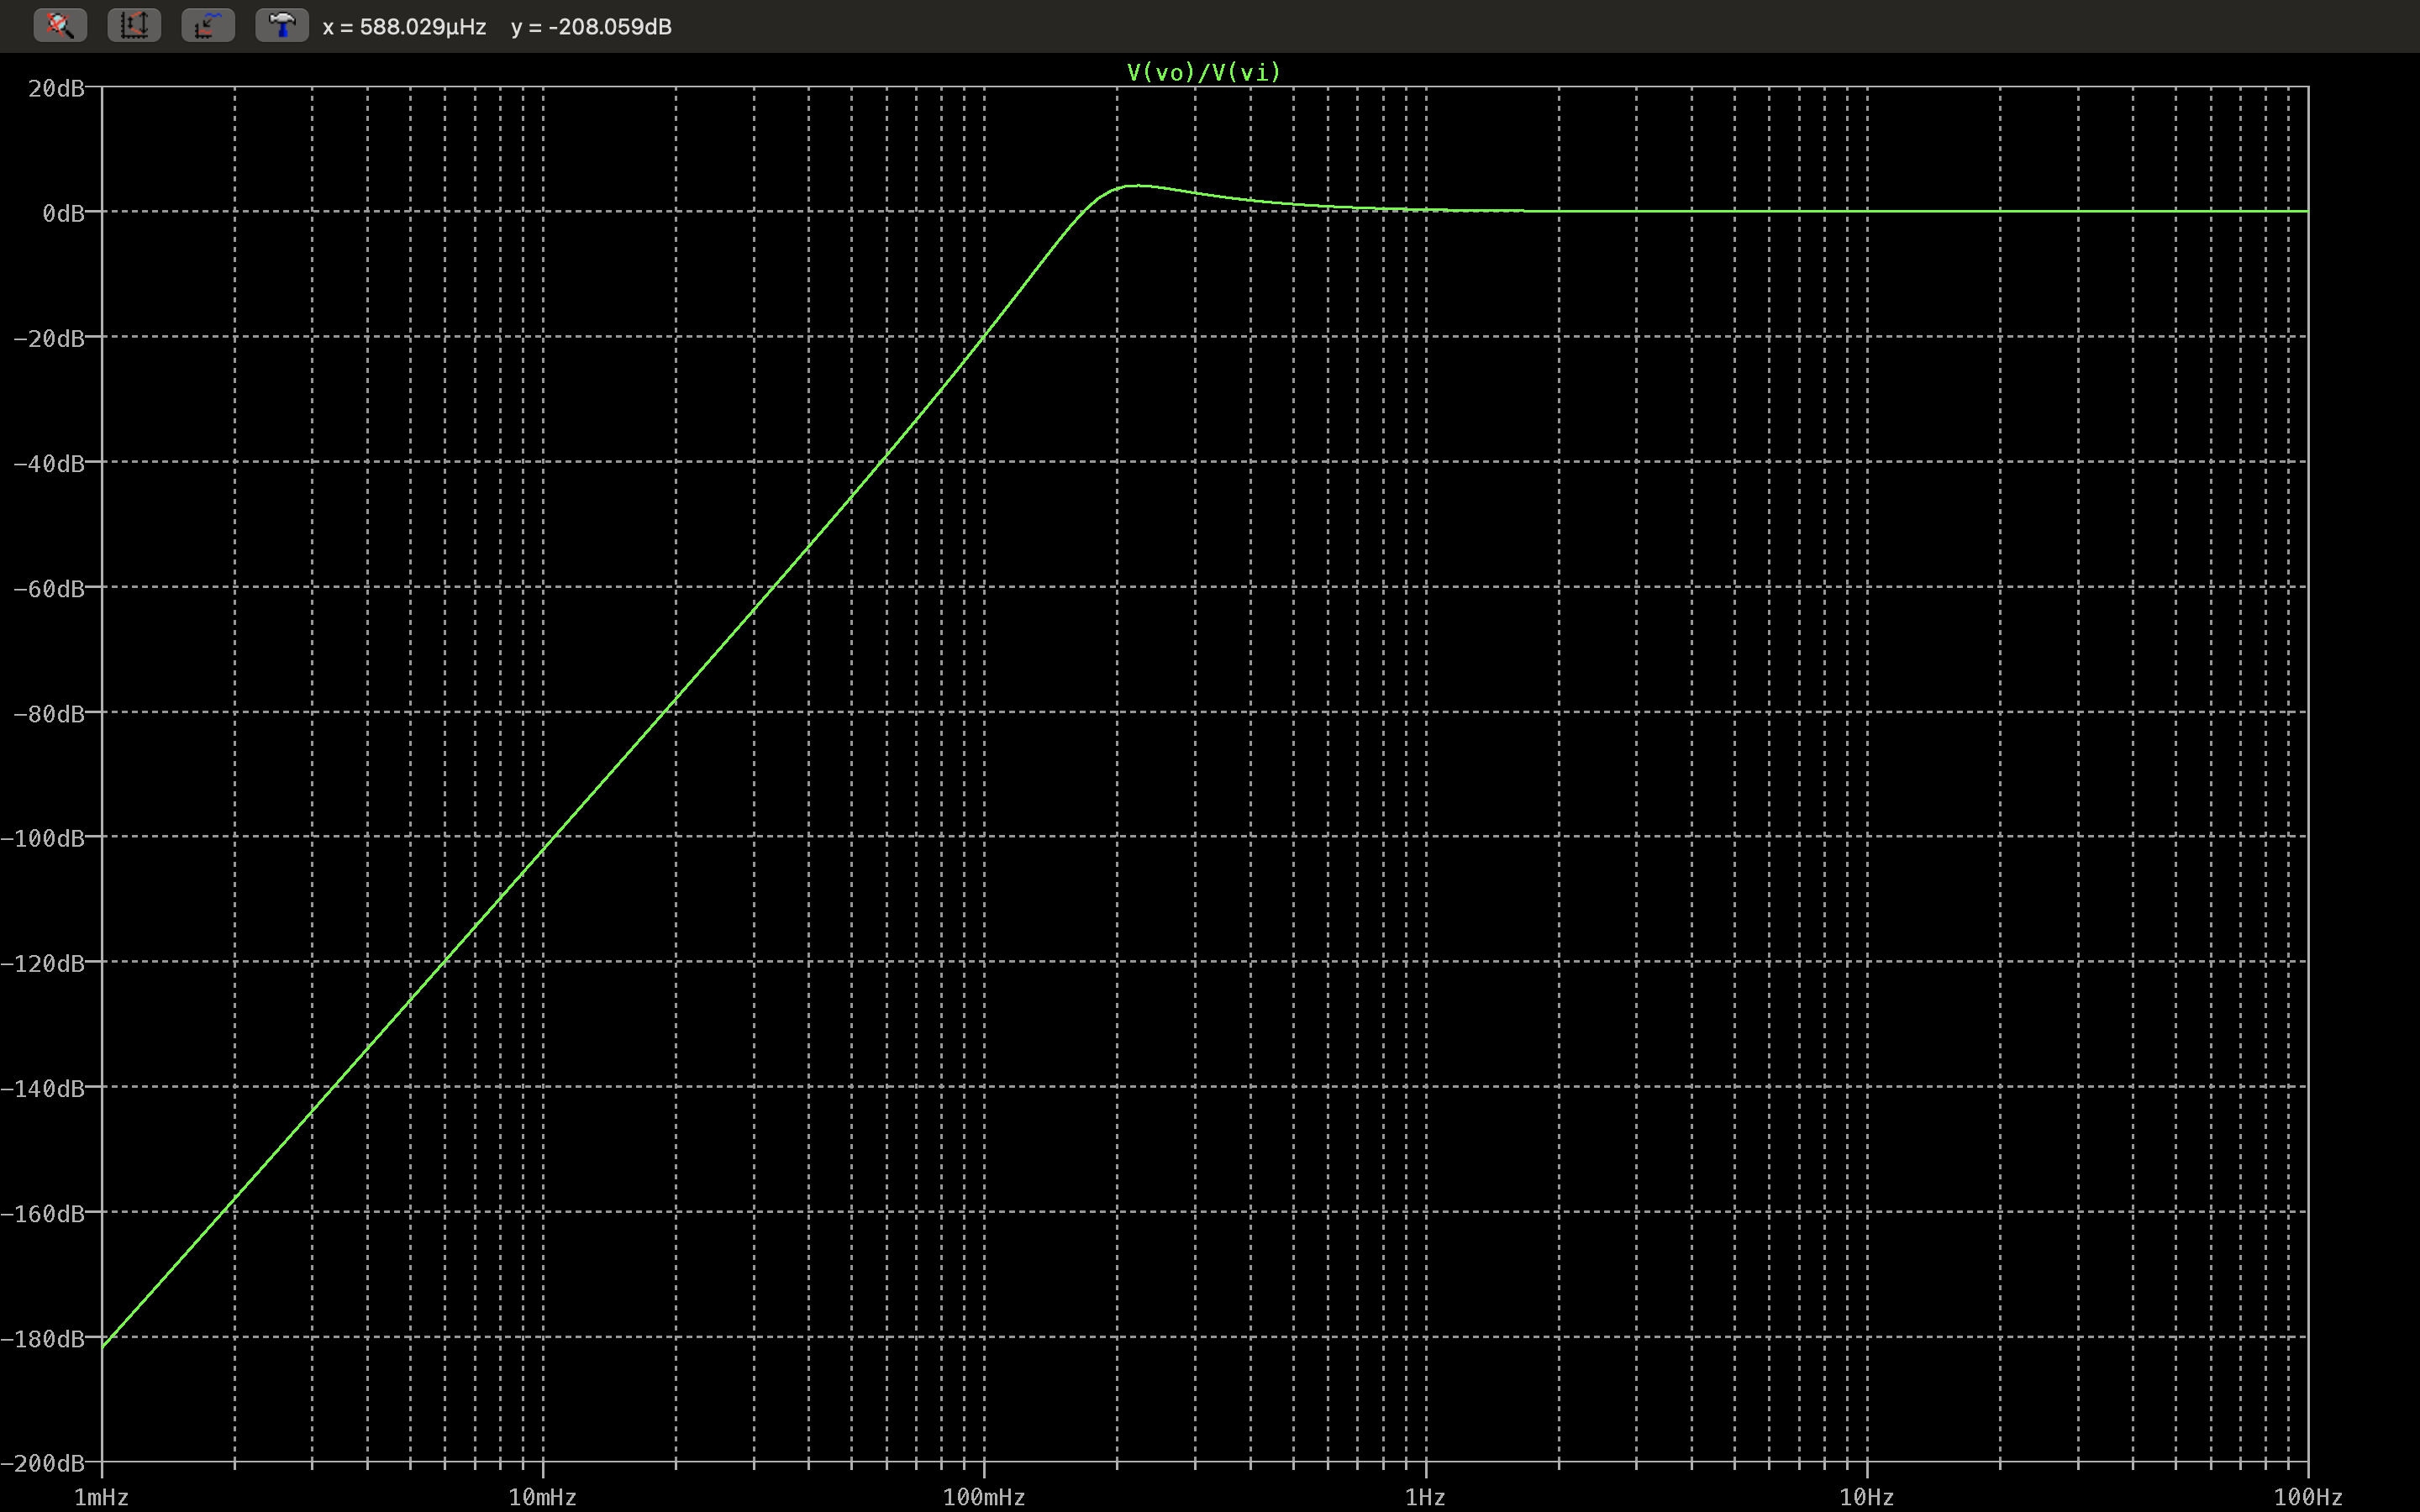 x = 588.029µHz y = -208.059dB
V(vo)/V(vi)
20dB
0dB
−20dB
−40dB
−60dB
−80dB
−100dB
−120dB
−140dB
−160dB
−180dB
−200dB
1mHz 10mHz 100mHz 1Hz 10Hz 100Hz